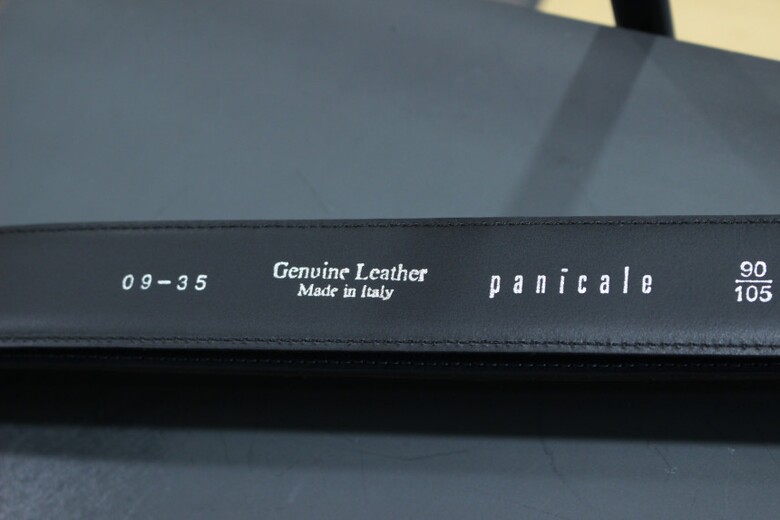 09-35
Genuine Leather
Made in Italy
panicale
90
105